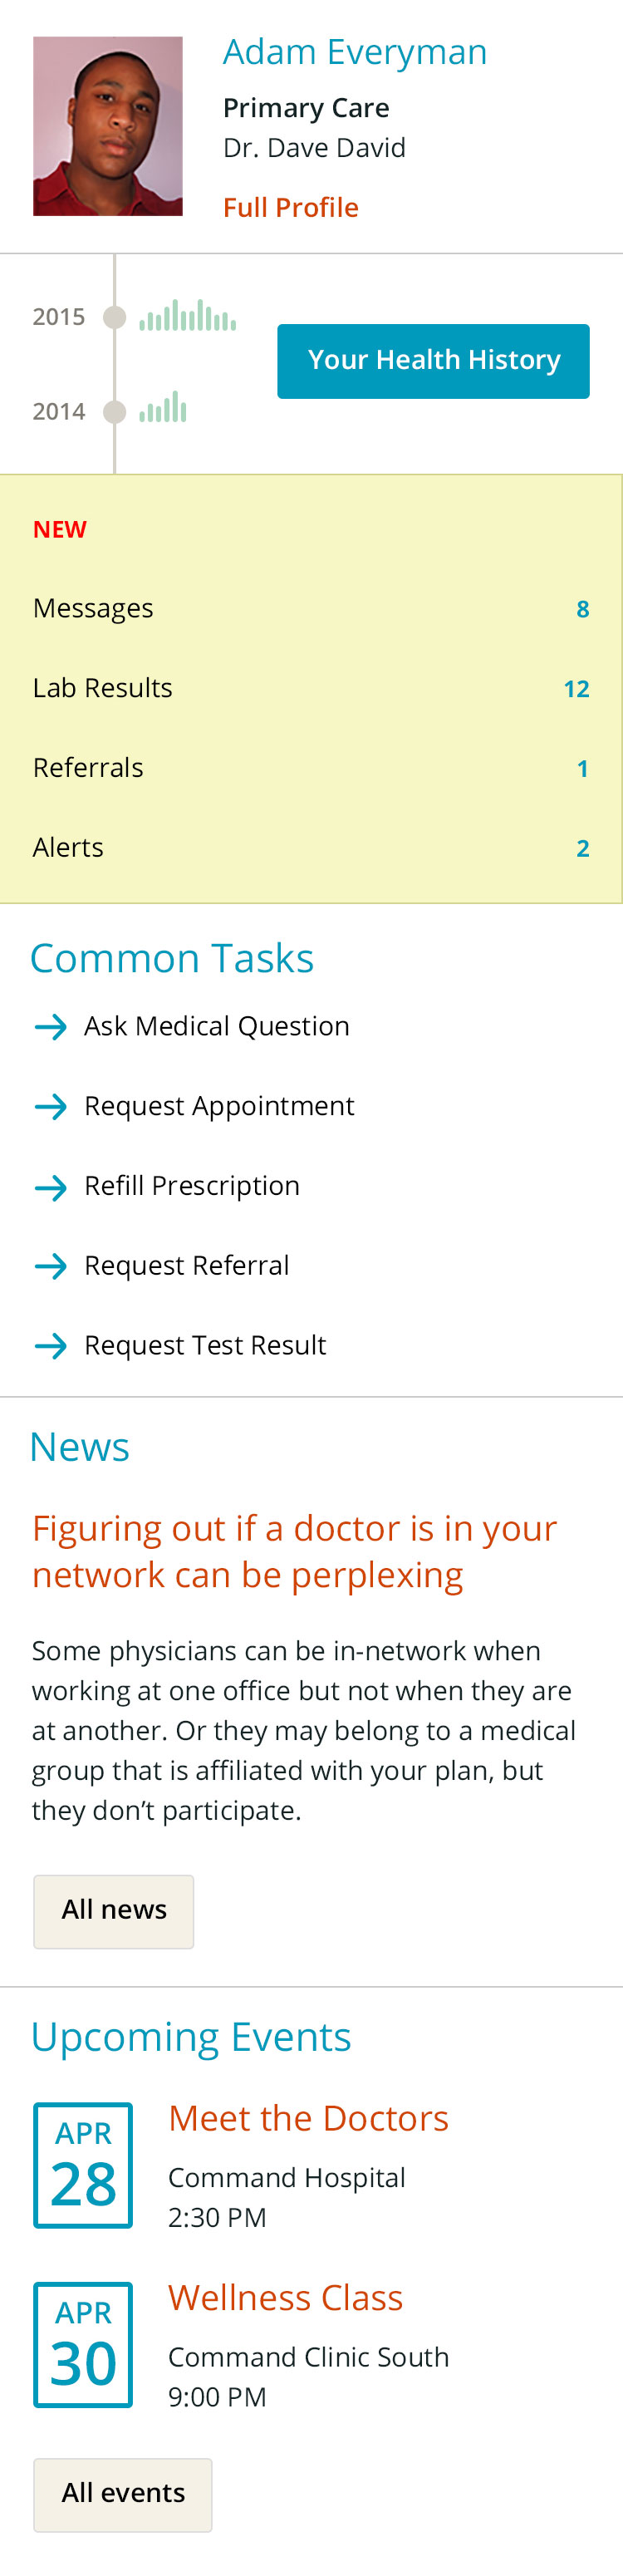 Adam Everyman
Primary Care
Dr. Dave David
Full Profile
2015
Your Health History
2014
NEW
Messages 8
Lab Results 12
Referrals 1
Alerts 2
Common Tasks
Ask Medical Question
Request Appointment
Refill Prescription
Request Referral
Request Test Result
News
Figuring out if a doctor is in your
network can be perplexing
Some physicians can be in-network when
working at one office but not when they are
at another. Or they may belong to a medical
group that is affiliated with your plan, but
they don’t participate.
All news
Upcoming Events
APR
28
Meet the Doctors
Command Hospital
2:30 PM
APR
30
Wellness Class
Command Clinic South
9:00 PM
All events